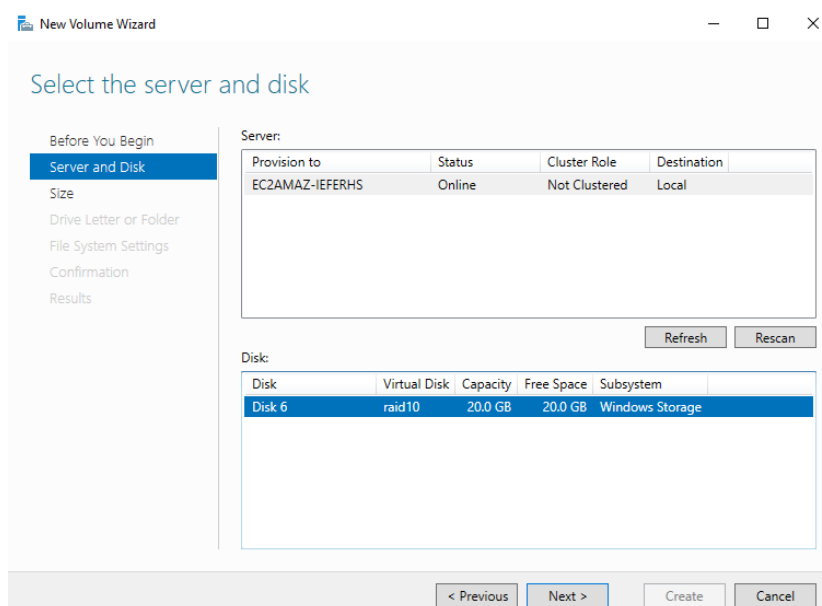 New Volume Wizard
Select the server and disk
Before You Begin
Server and Disk
Size
Drive Letter or Folder
File System Settings
Confirmation
Results
Server:
Provision to Status Cluster Role Destination
EC2AMAZ-IEFERHS Online Not Clustered Local
Refresh Rescan
Disk:
Disk Virtual Disk Capacity Free Space Subsystem
Disk 6 raid10 20.0 GB 20.0 GB Windows Storage
< Previous Next > Create Cancel